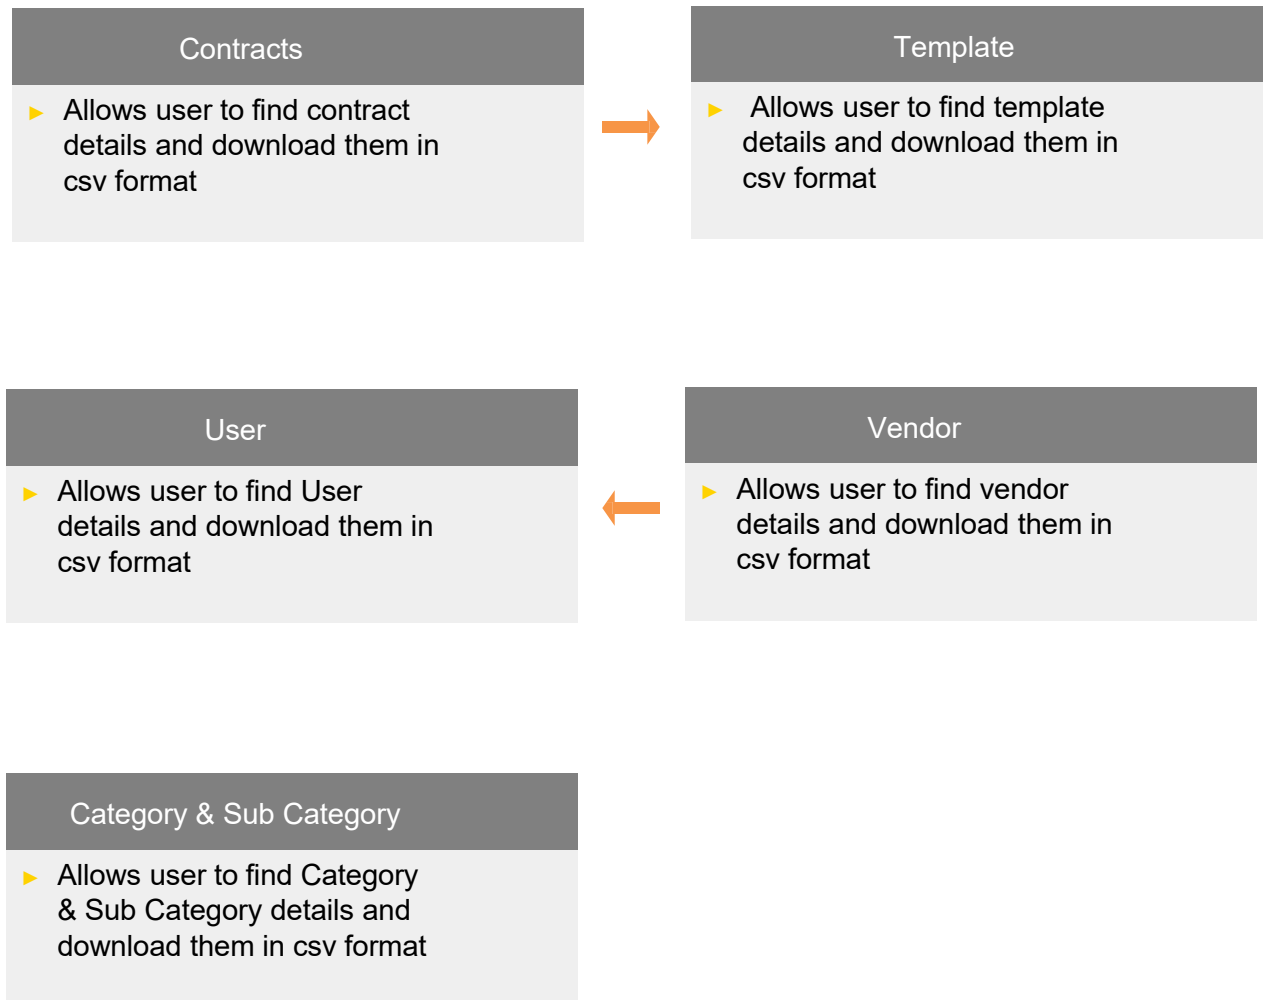 Contracts
► Allows user to find contract
details and download them in
csv format
Template
► Allows user to find template
details and download them in
csv format
User
► Allows user to find User
details and download them in
csv format
Vendor
► Allows user to find vendor
details and download them in
csv format
Category & Sub Category
► Allows user to find Category
& Sub Category details and
download them in csv format